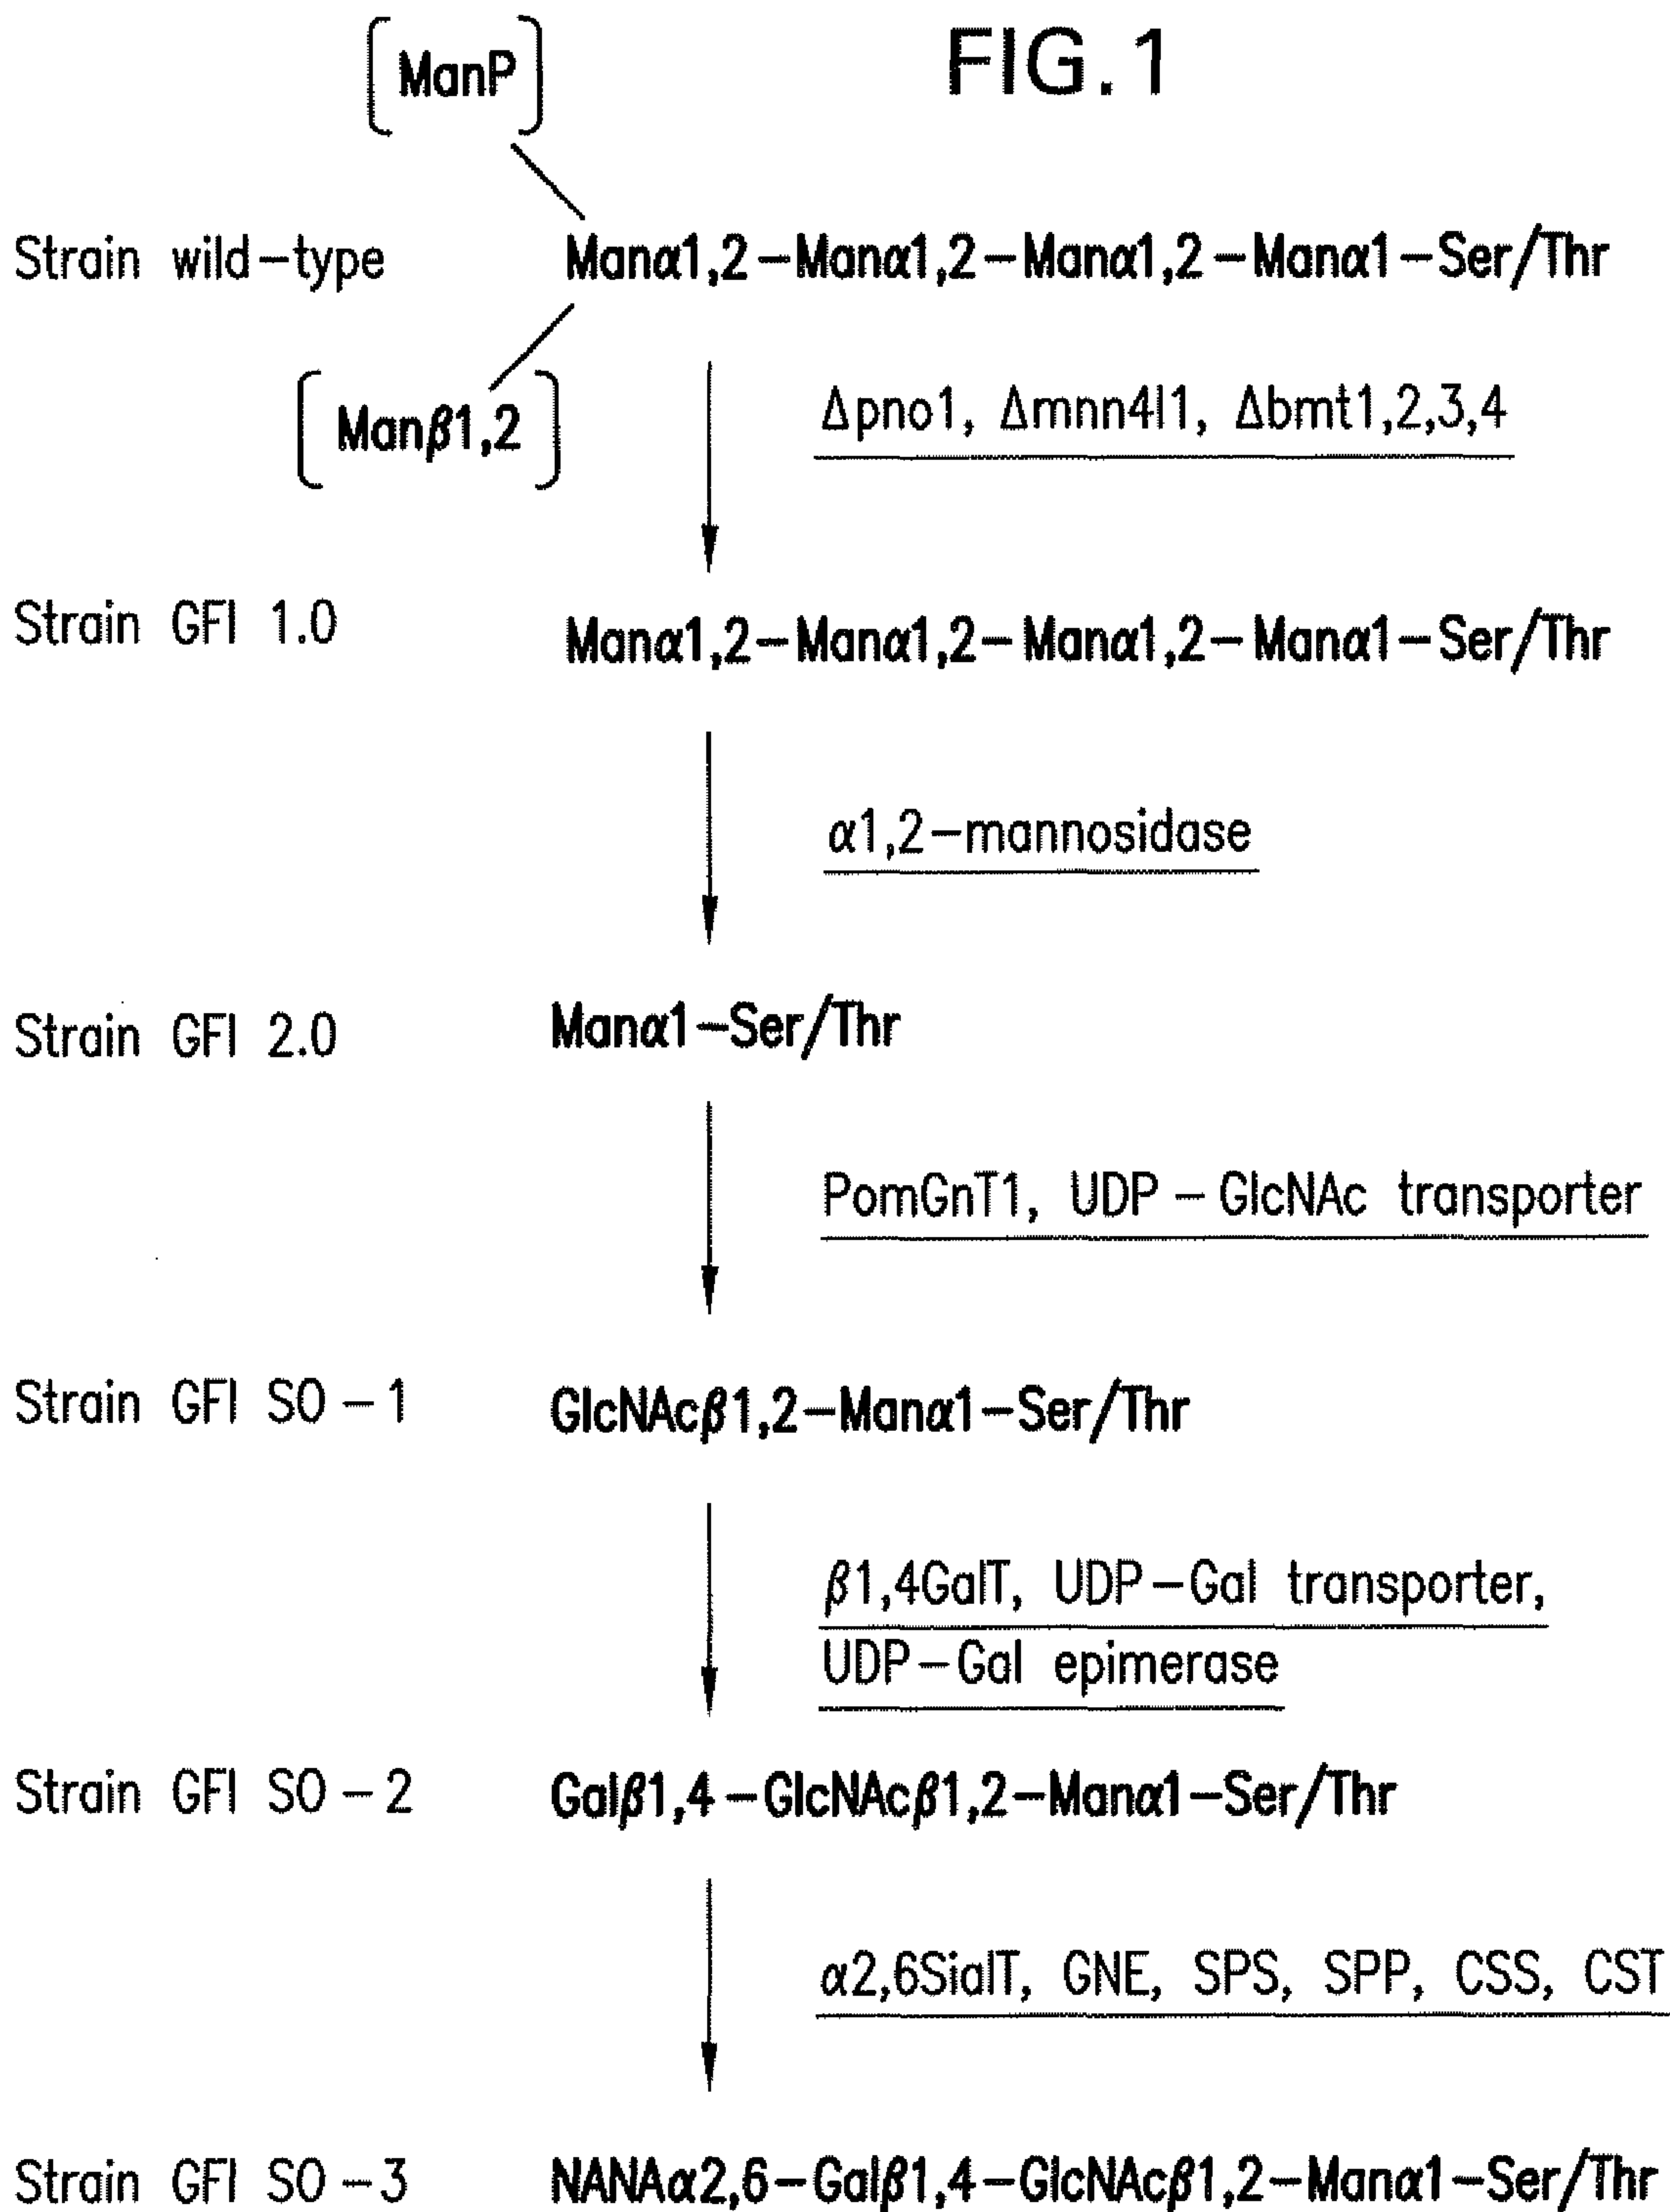 FIG. 1
[ManP]
Strain wild-type Manα1,2-Manα1,2-Manα1,2-Manα1-Ser/Thr
[Manβ1,2]
Δpno1, Δmnn4l1, Δbmt1,2,3,4
Strain GFI 1.0 Manα1,2-Manα1,2-Manα1,2-Manα1-Ser/Thr
α1,2-mannosidase
Strain GFI 2.0 Manα1-Ser/Thr
PomGnT1, UDP-GlcNAc transporter
Strain GFI SO-1 GlcNAcβ1,2-Manα1-Ser/Thr
β1,4GalT, UDP-Gal transporter,
UDP-Gal epimerase
Strain GFI SO-2 Galβ1,4-GlcNAcβ1,2-Manα1-Ser/Thr
α2,6SialT, GNE, SPS, SPP, CSS, CST
Strain GFI SO-3 NANAα2,6-Galβ1,4-GlcNAcβ1,2-Manα1-Ser/Thr